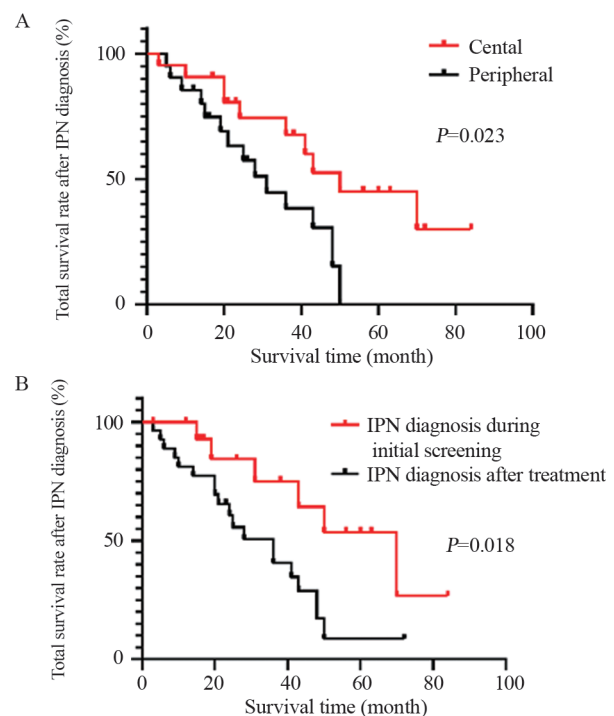 A
Total survival rate after IPN diagnosis (%)
100
50
0
0 20 40 60 80 100
Survival time (month)
Cental
Peripheral
P=0.023
B
Total survival rate after IPN diagnosis (%)
100
50
0
0 20 40 60 80 100
Survival time (month)
IPN diagnosis during
initial screening
IPN diagnosis after treatment
P=0.018